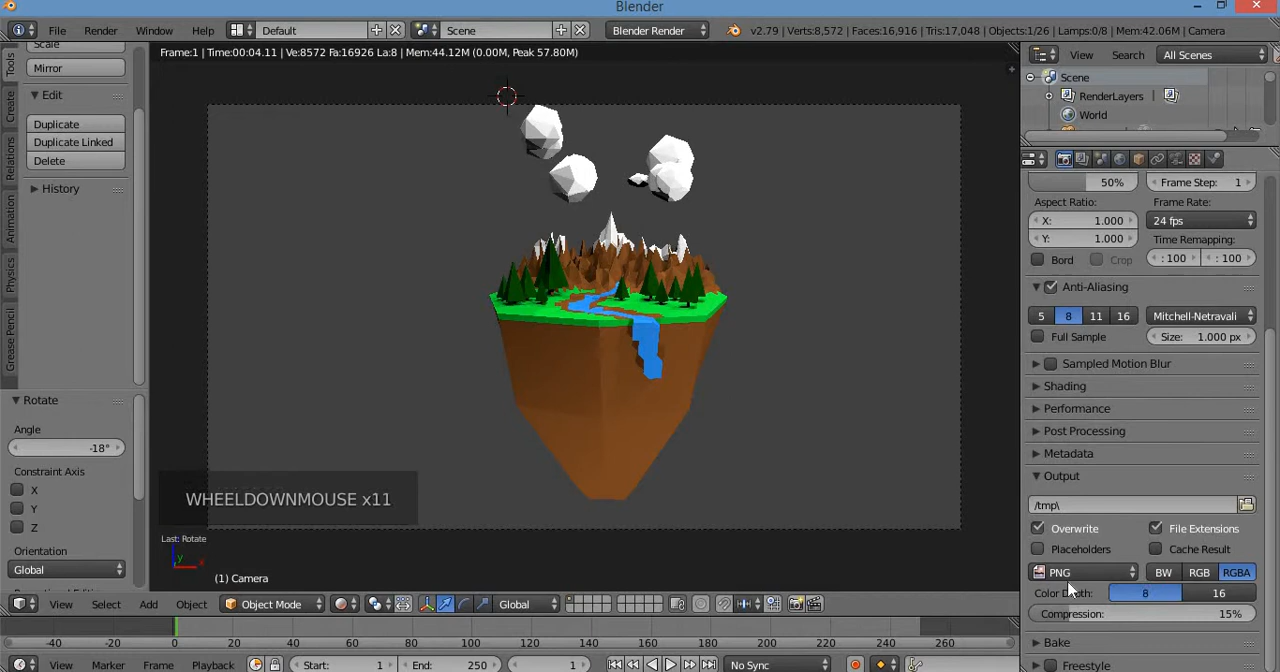 Blender
File Render Window Help Default Scene Blender Render v2.79 | Verts:8,572 | Faces:16,916 | Tris:17,048 | Objects:1/26 | Lamps:0/8 | Mem:42.06M | Camera
Frame:1 | Time:00:04.11 | Ve:8572 Fa:16926 La:8 | Mem:44.12M (0.00M, Peak 57.80M)
View Search All Scenes
Scene
RenderLayers
World
Tools
Create
Relations
Animation
Physics
Grease Pencil
Scale
Mirror
Edit
Duplicate
Duplicate Linked
Delete
History
Rotate
Angle
-18°
Constraint Axis
X
Y
Z
Orientation
Global
WHEELDOWNMOUSE x11
Last: Rotate
y x
(1) Camera
50% Frame Step: 1
Aspect Ratio: Frame Rate:
X: 1.000 24 fps
Y: 1.000 Time Remapping:
Bord Crop : 100 : 100
Anti-Aliasing
5 8 11 16 Mitchell-Netravali
Full Sample Size: 1.000 px
Sampled Motion Blur
Shading
Performance
Post Processing
Metadata
Output
/tmp\
Overwrite File Extensions
Placeholders Cache Result
PNG BW RGB RGBA
Color Depth: 8 16
Compression: 15%
Bake
Freestyle
View Select Add Object Object Mode Global
-40 -20 0 20 40 60 80 100 120 140 160 180 200 220 240 260
View Marker Frame Playback Start: 1 End: 250 1 No Sync